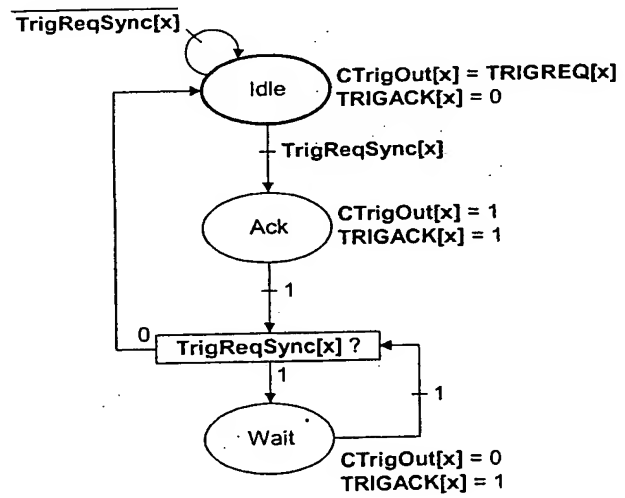 TrigReqSync[x]
Idle
CTrigOut[x] = TRIGREQ[x]
TRIGACK[x] = 0
TrigReqSync[x]
Ack
CTrigOut[x] = 1
TRIGACK[x] = 1
1
0
TrigReqSync[x] ?
1
1
Wait
CTrigOut[x] = 0
TRIGACK[x] = 1